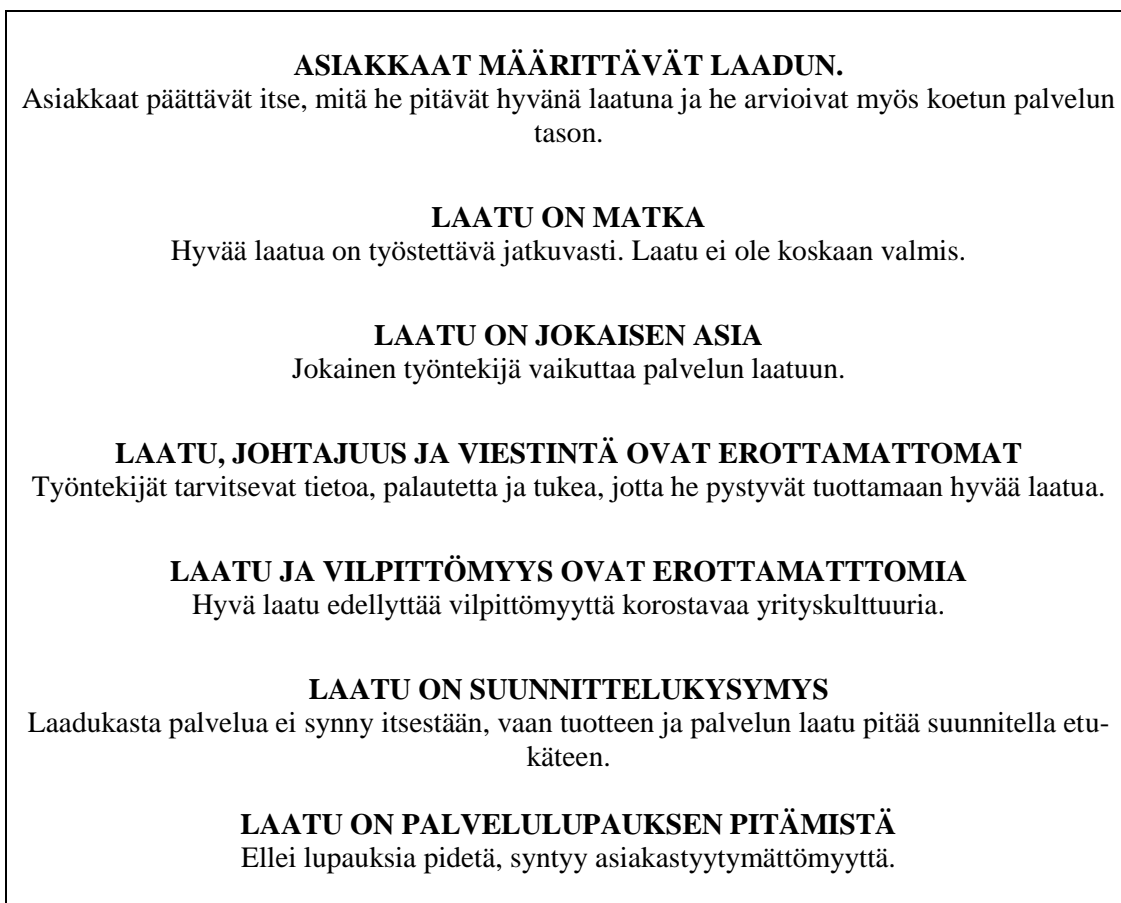 ASIAKKAAT MÄÄRITTÄVÄT LAADUN.
Asiakkaat päättävät itse, mitä he pitävät hyvänä laatuna ja he arvioivat myös koetun palvelun
tason.
LAATU ON MATKA
Hyvää laatua on työstettävä jatkuvasti. Laatu ei ole koskaan valmis.
LAATU ON JOKAISEN ASIA
Jokainen työntekijä vaikuttaa palvelun laatuun.
LAATU, JOHTAJUUS JA VIESTINTÄ OVAT EROTTAMATTOMAT
Työntekijät tarvitsevat tietoa, palautetta ja tukea, jotta he pystyvät tuottamaan hyvää laatua.
LAATU JA VILPITTÖMYYS OVAT EROTTAMATTTOMIA
Hyvä laatu edellyttää vilpittömyyttä korostavaa yrityskulttuuria.
LAATU ON SUUNNITTELUKYSYMYS
Laadukasta palvelua ei synny itsestään, vaan tuotteen ja palvelun laatu pitää suunnitella etu-
käteen.
LAATU ON PALVELULUPAUKSEN PITÄMISTÄ
Ellei lupauksia pidetä, syntyy asiakastyytymättömyyttä.